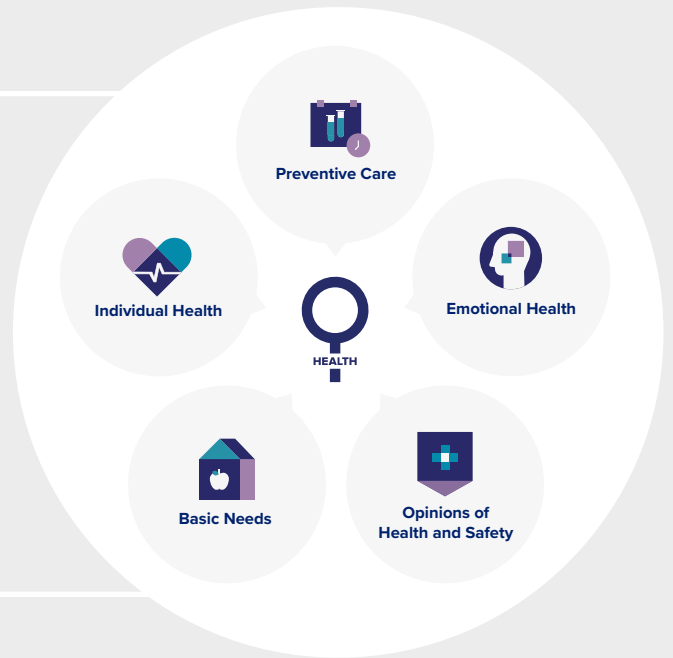 Preventive Care
Individual Health
Emotional Health
HEALTH
Basic Needs
Opinions of
Health and Safety